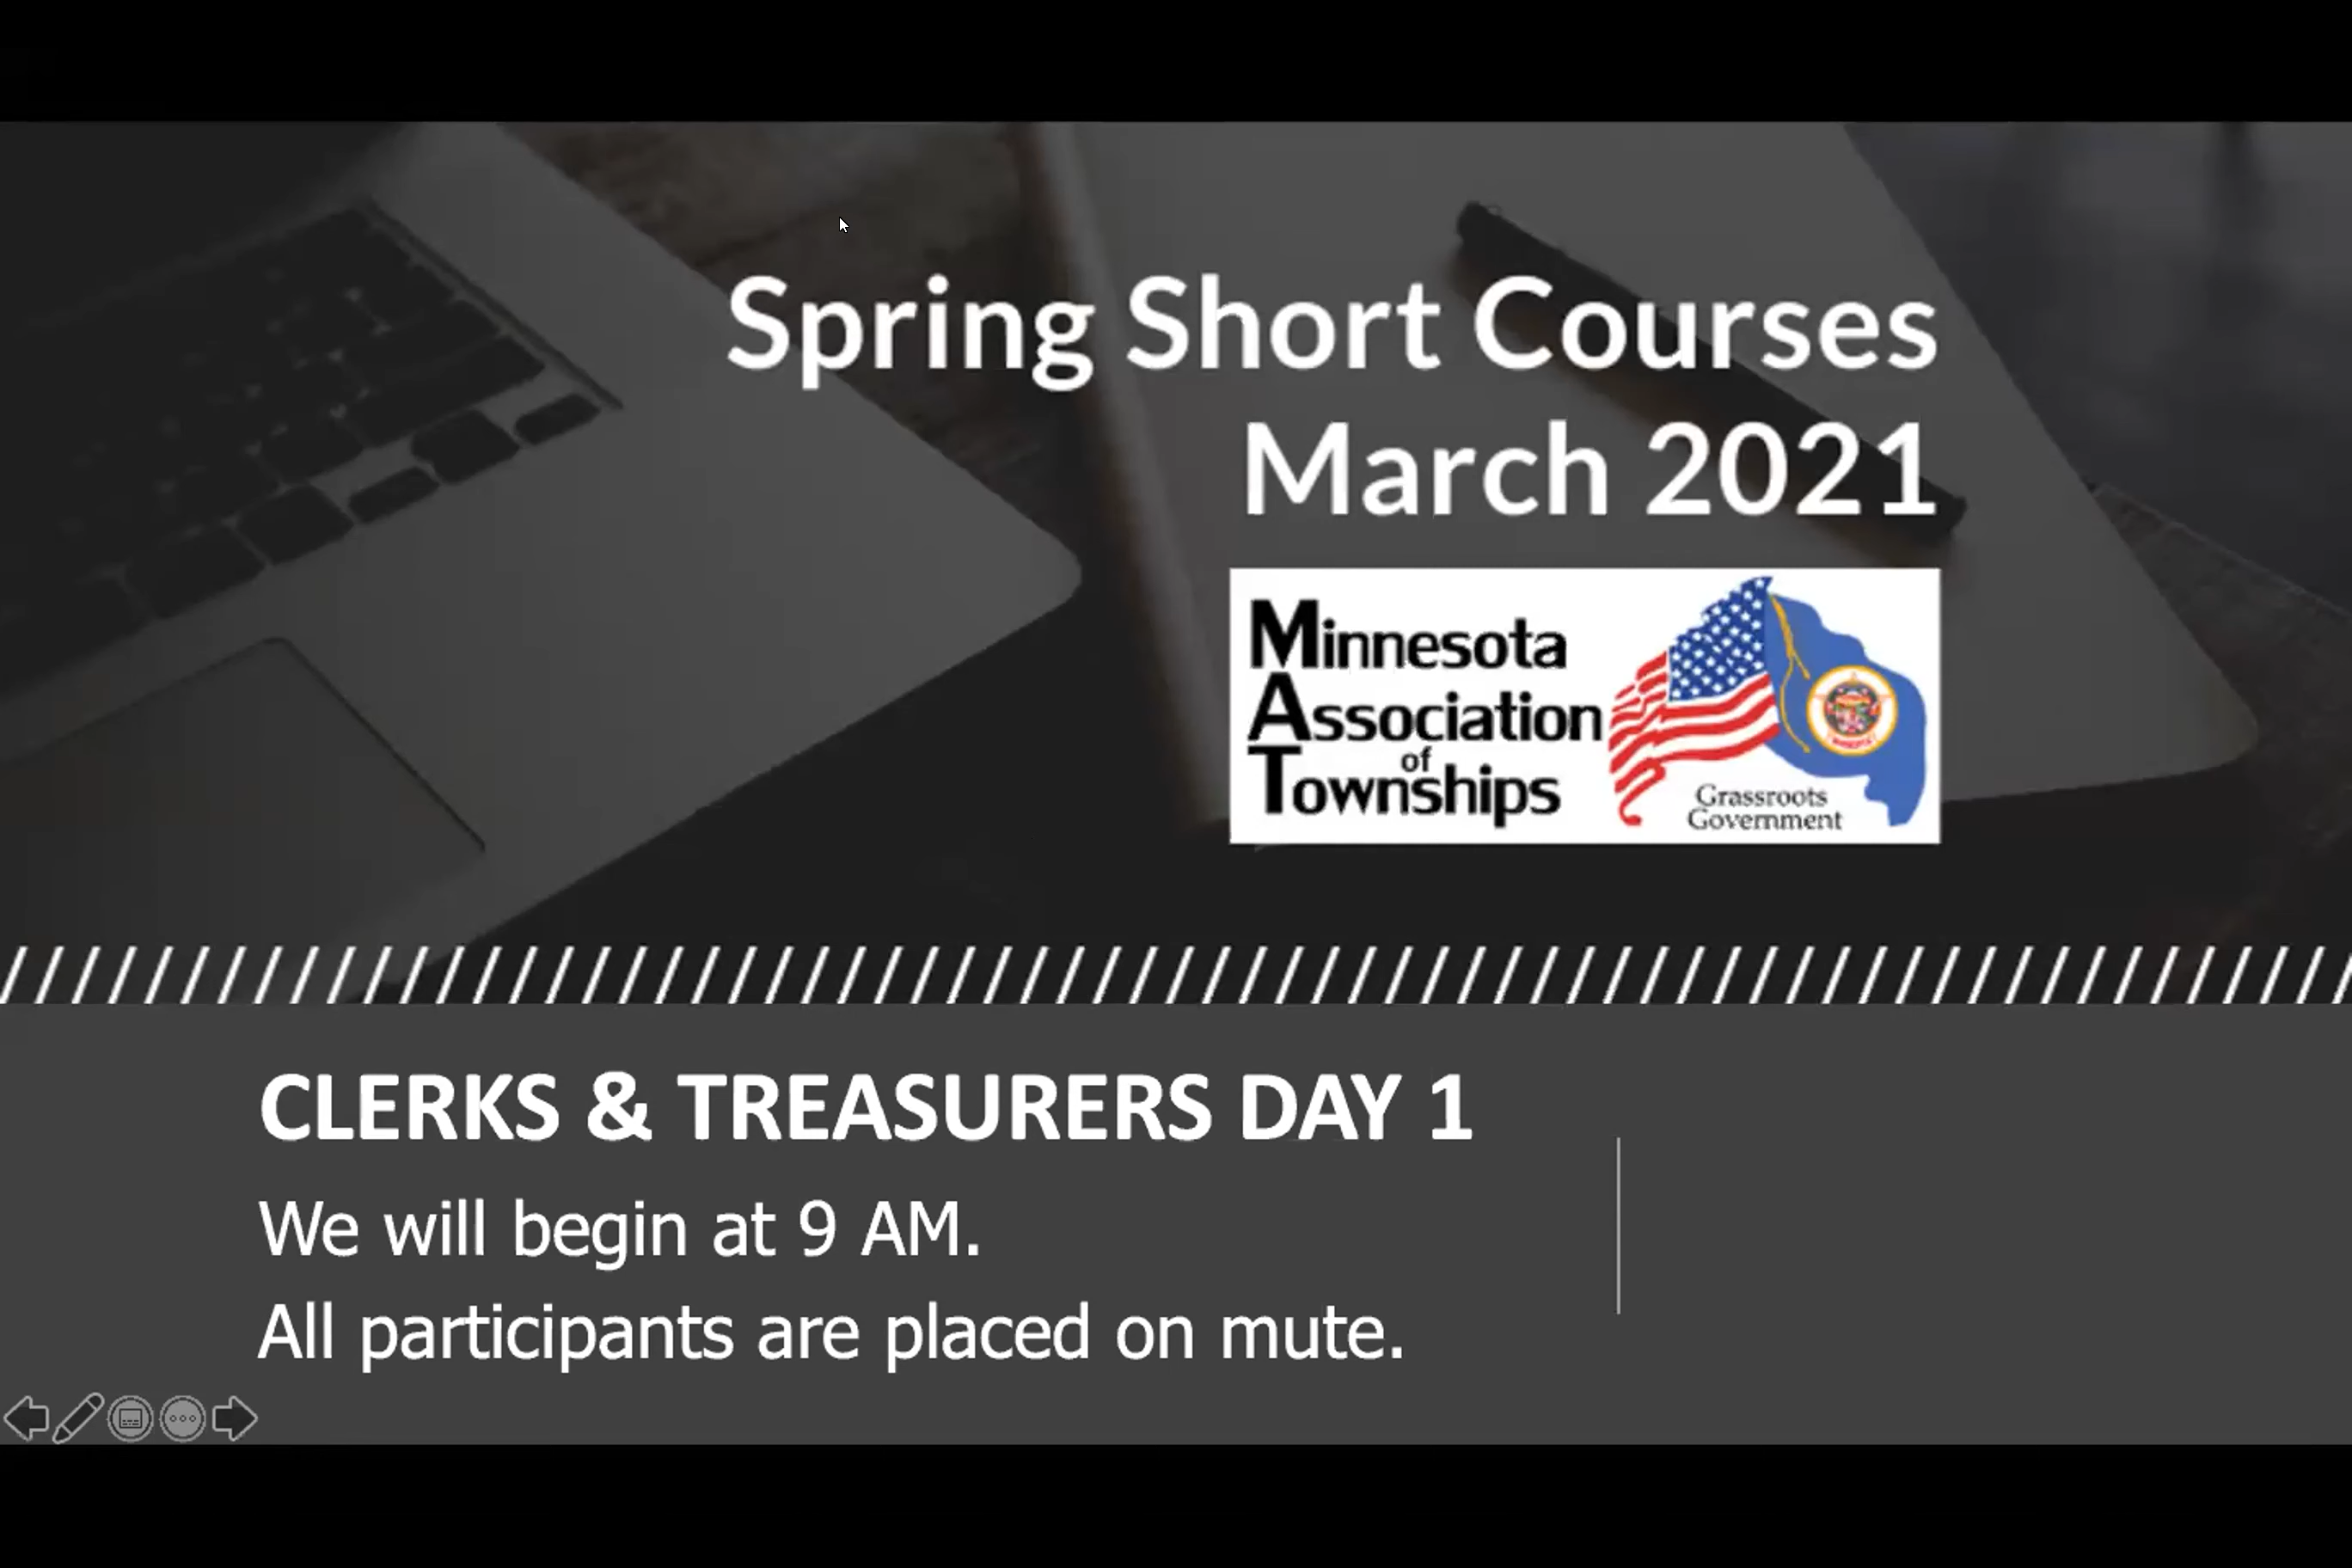 Spring Short Courses
March 2021
Minnesota
Association
of
Townships
Grassroots
Government
CLERKS & TREASURERS DAY 1
We will begin at 9 AM.
All participants are placed on mute.